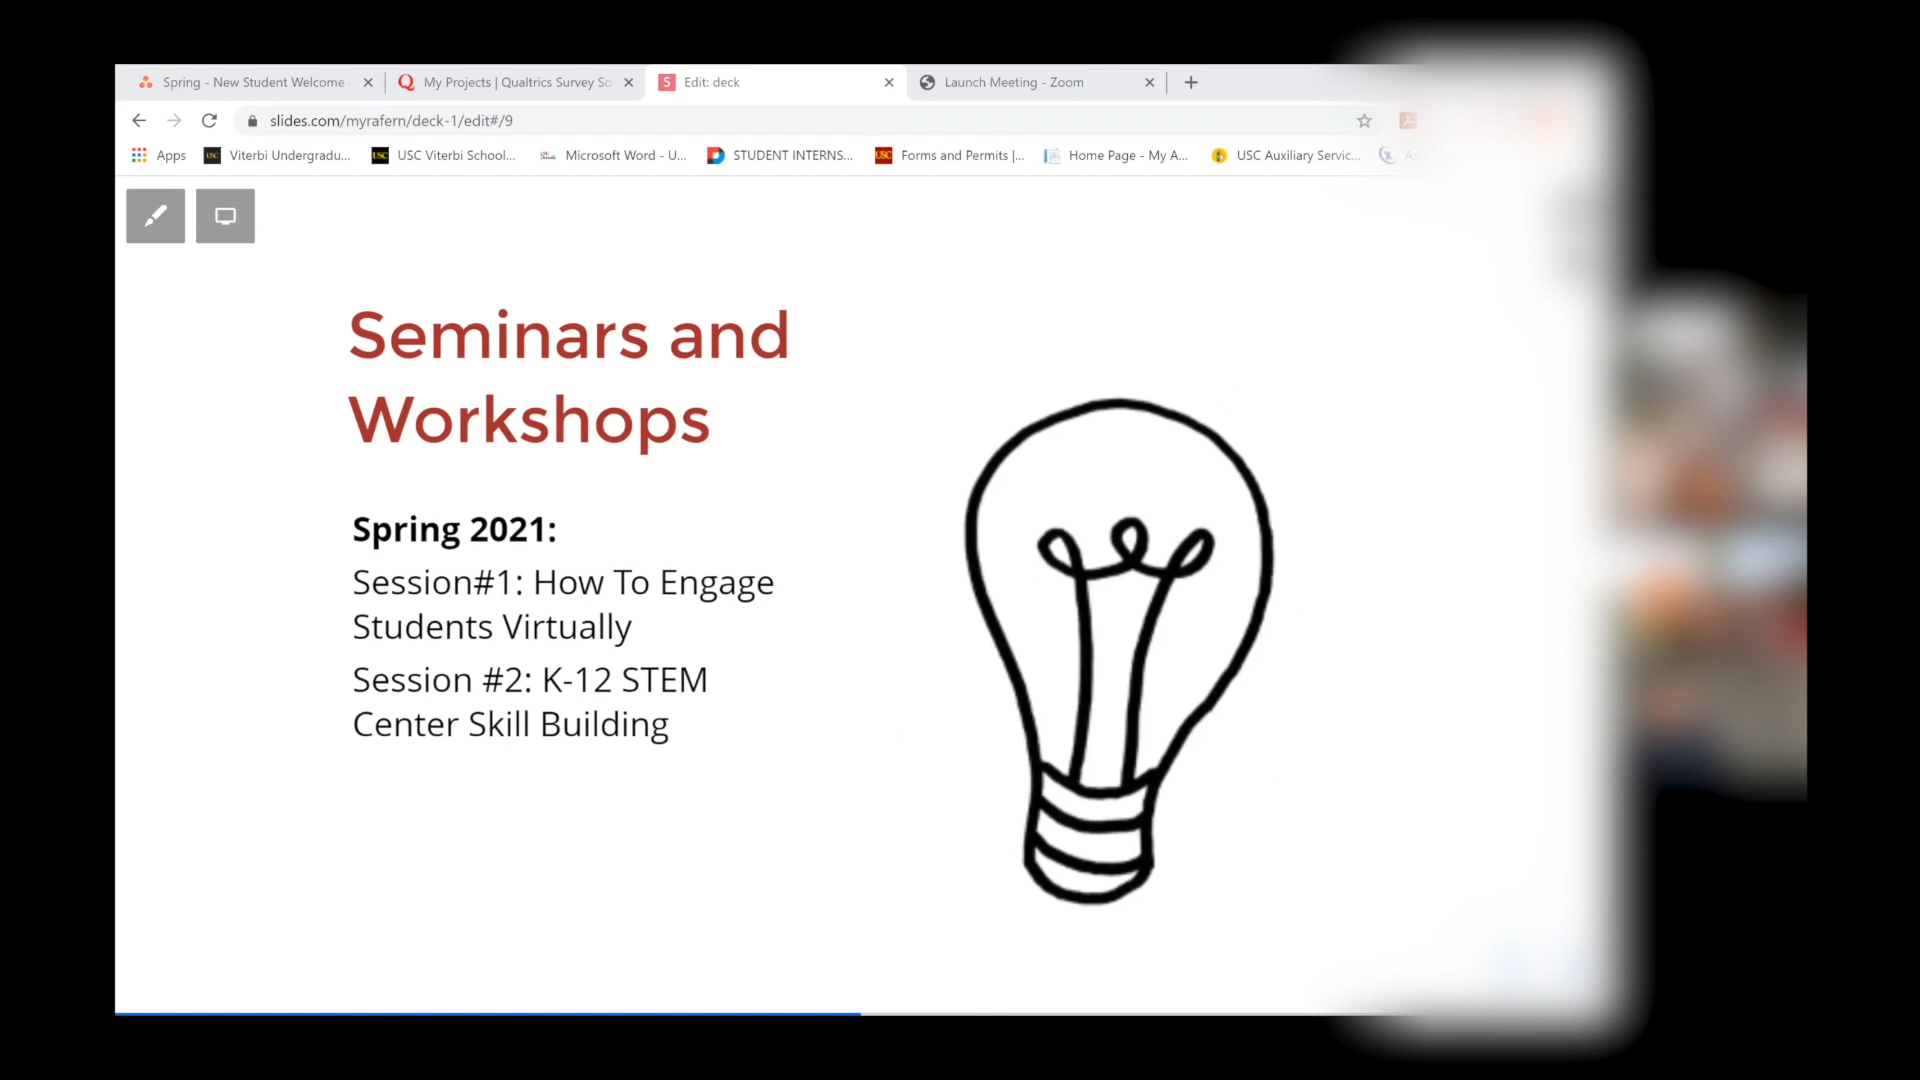 Spring - New Student Welcome
My Projects | Qualtrics Survey So
S Edit: deck
Launch Meeting - Zoom
slides.com/myrafern/deck-1/edit#/9
Apps
Viterbi Undergradu...
USC Viterbi School...
Microsoft Word - U...
STUDENT INTERNS...
USC Forms and Permits |...
Home Page - My A...
USC Auxiliary Servic...
Seminars and
Workshops
Spring 2021:
Session#1: How To Engage
Students Virtually
Session #2: K-12 STEM
Center Skill Building